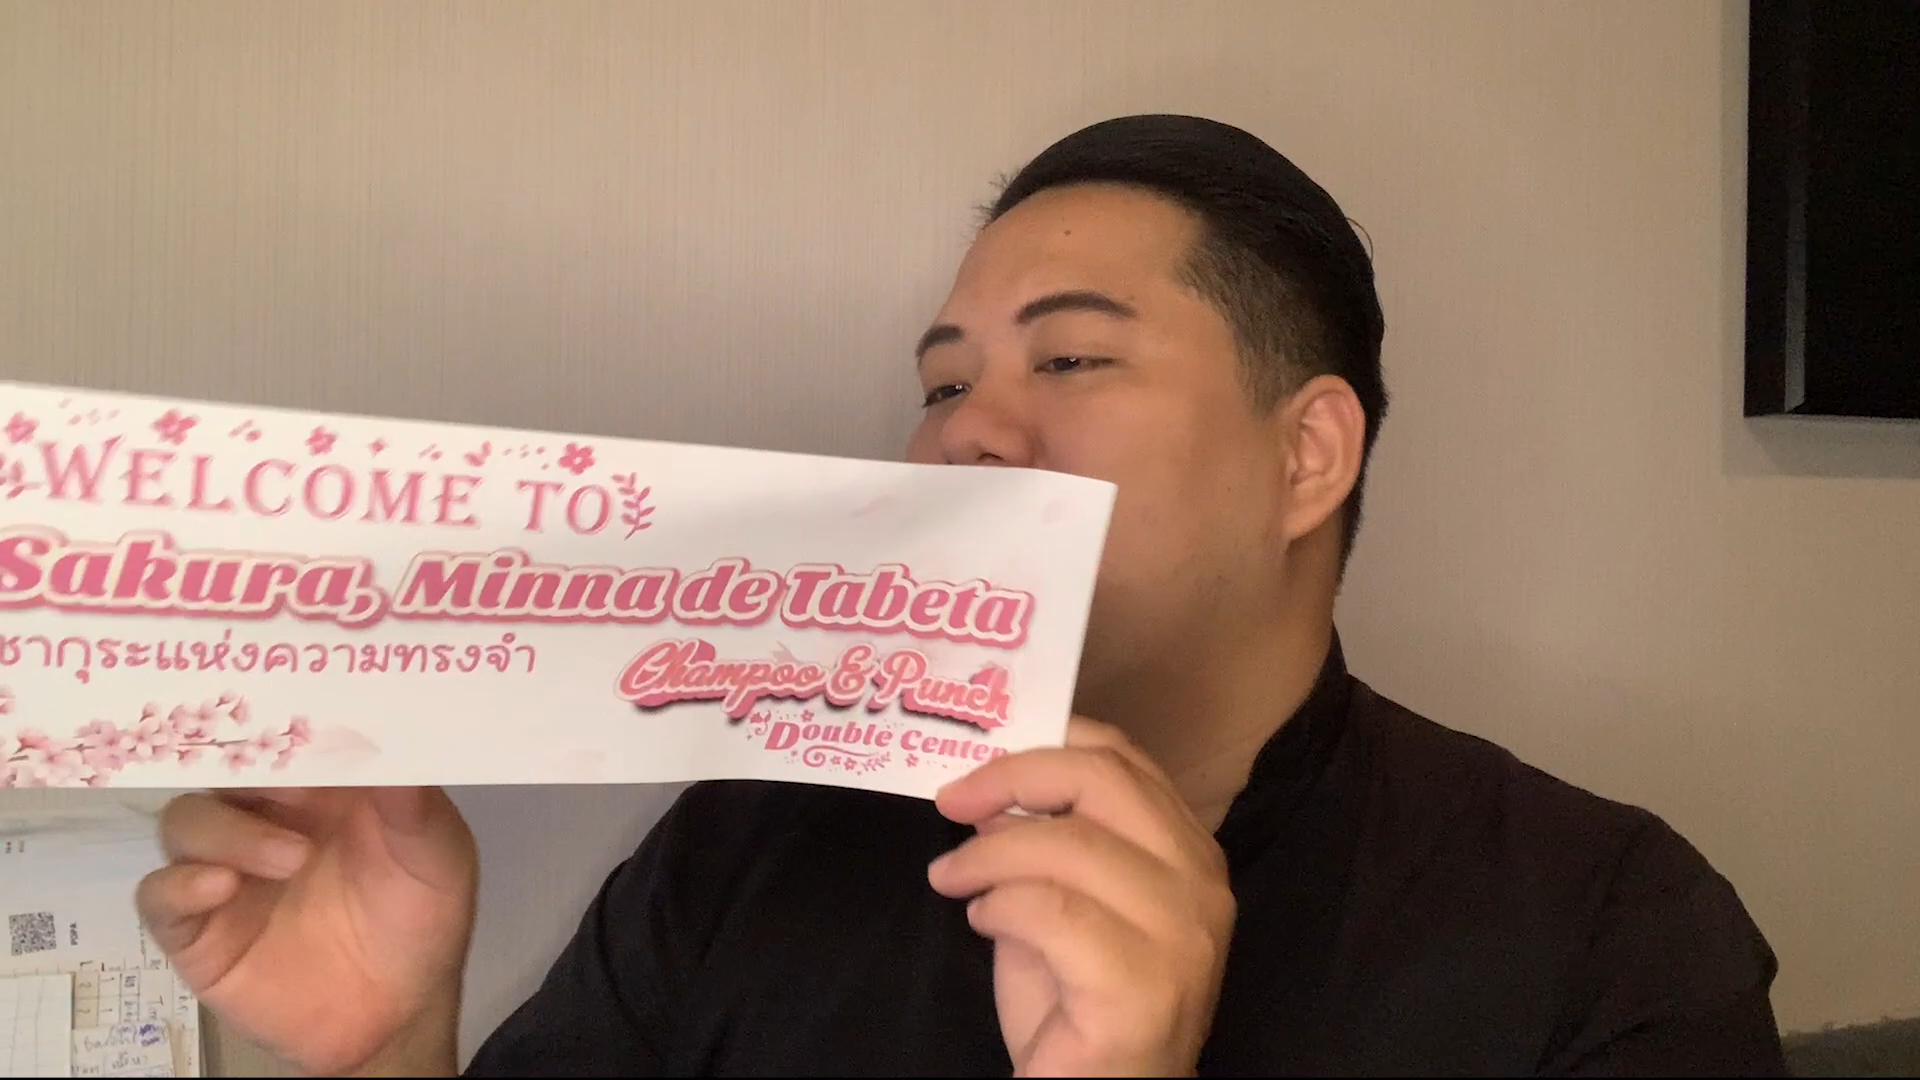 WELCOME TO
Sakura, Minna de Tabeta
ซากุระแห่งความทรงจำ
Champoo & Punch
Double Center
PDPA